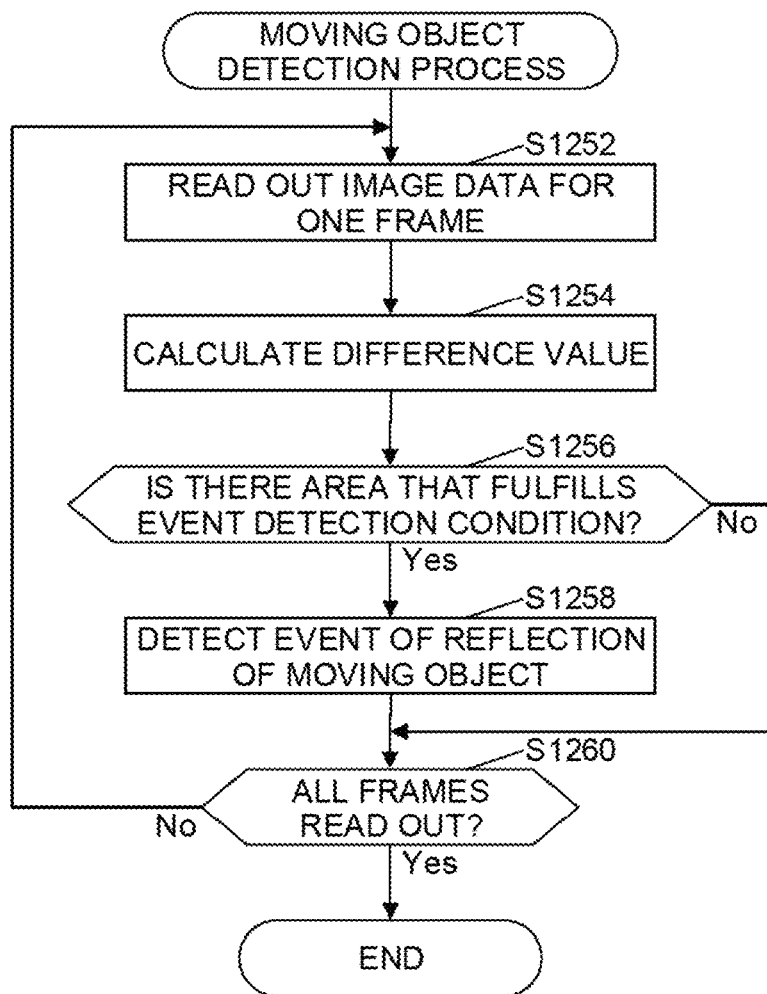 MOVING OBJECT
DETECTION PROCESS
S1252
READ OUT IMAGE DATA FOR
ONE FRAME
S1254
CALCULATE DIFFERENCE VALUE
S1256
IS THERE AREA THAT FULFILLS
EVENT DETECTION CONDITION?
No
Yes
S1258
DETECT EVENT OF REFLECTION
OF MOVING OBJECT
S1260
ALL FRAMES
READ OUT?
No
Yes
END